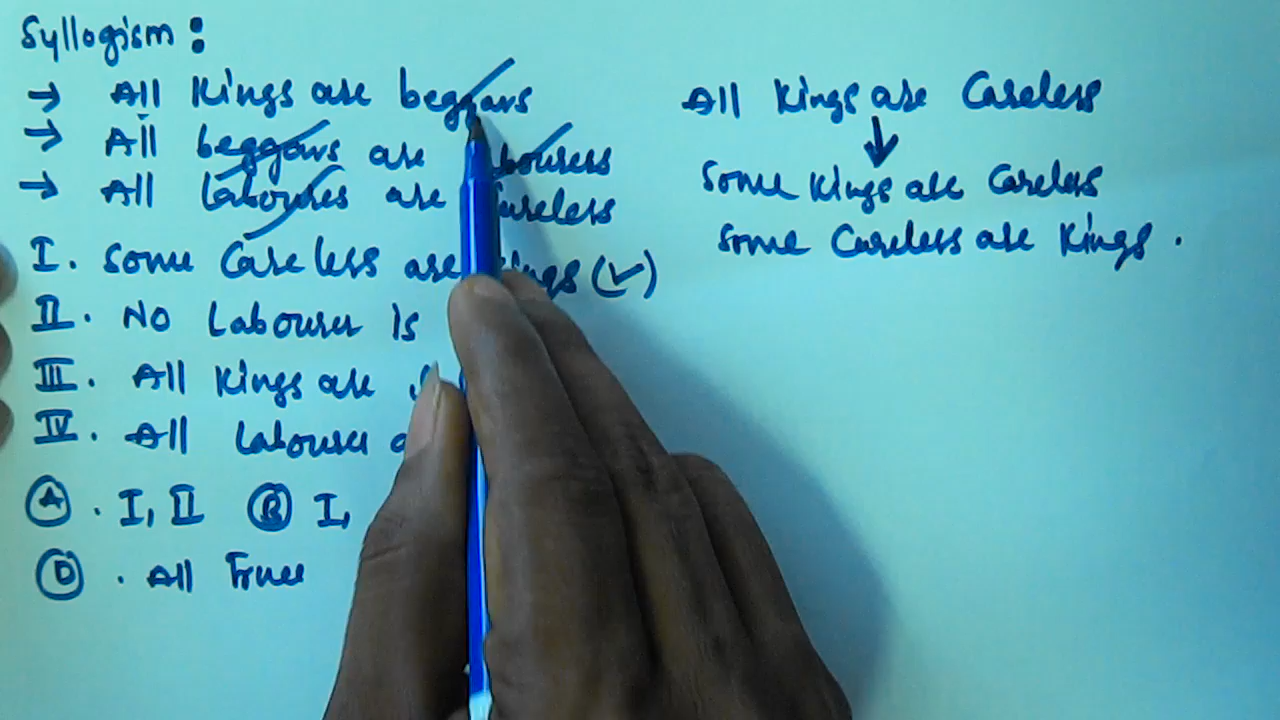 Syllogism :
→ All Kings are beggars
→ All beggars are labourers
→ All labourers are Careless
I. Some Careless are Kings (✓)
II. No Labourer is
III. All Kings are
IV. All Labourer
A . I, II B I,
D . All True
All Kings are Careless
↓
Some Kings are Careless
Some Careless are Kings .